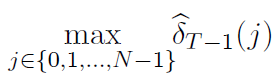 max δ̂_{T−1}(j)
j∈{0,1,...,N−1}